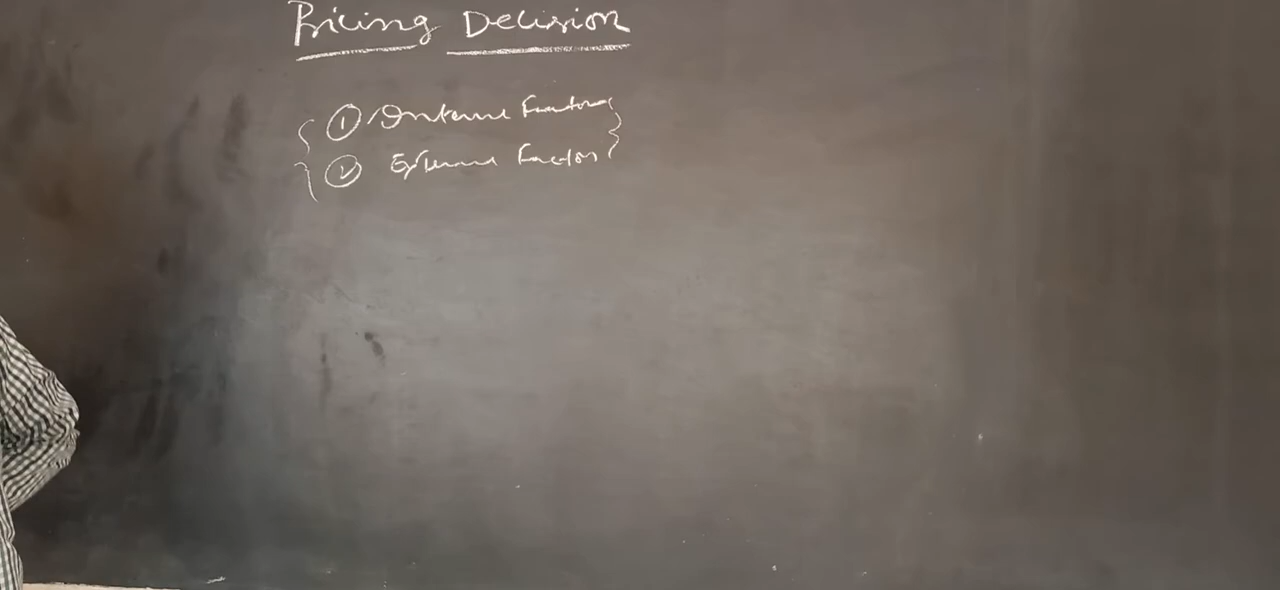 Pricing Decision
① Internal Factors
② External Factors